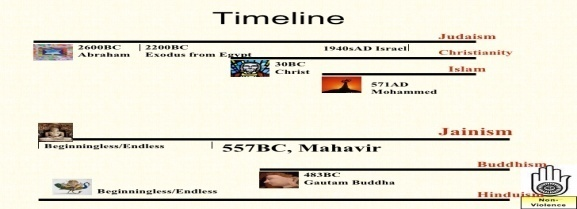 Timeline
Judaism
2600BC
Abraham
2200BC
Exodus from Egypt
1940sAD Israel
Christianity
30BC
Christ
Islam
571AD
Mohammed
Jainism
Beginningless/Endless
557BC, Mahavir
Buddhism
483BC
Gautam Buddha
Beginningless/Endless
Hinduism
Non-
Violence